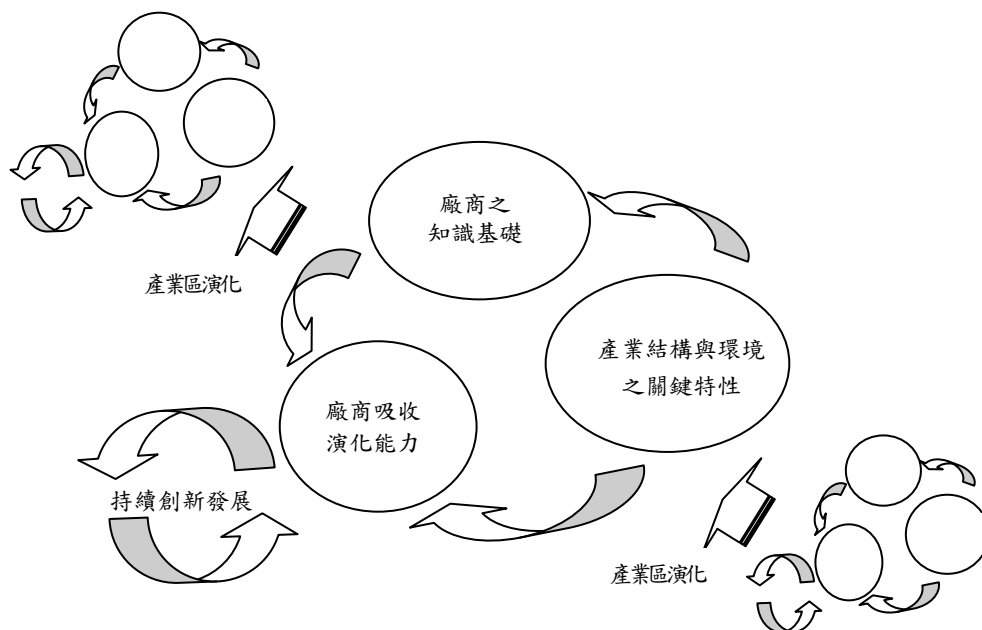 廠商之
知識基礎
產業區演化
產業結構與環境
之關鍵特性
廠商吸收
演化能力
持續創新發展
產業區演化